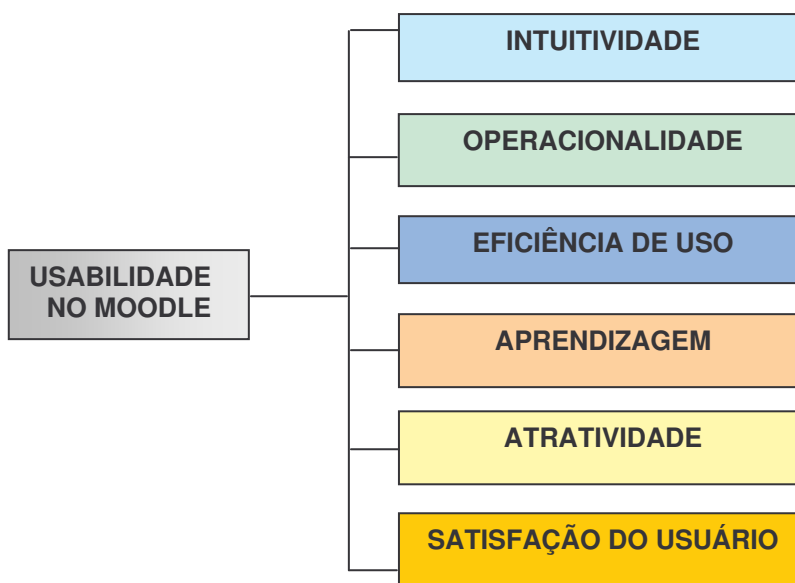 INTUITIVIDADE
OPERACIONALIDADE
EFICIÊNCIA DE USO
USABILIDADE
NO MOODLE
APRENDIZAGEM
ATRATIVIDADE
SATISFAÇÃO DO USUÁRIO